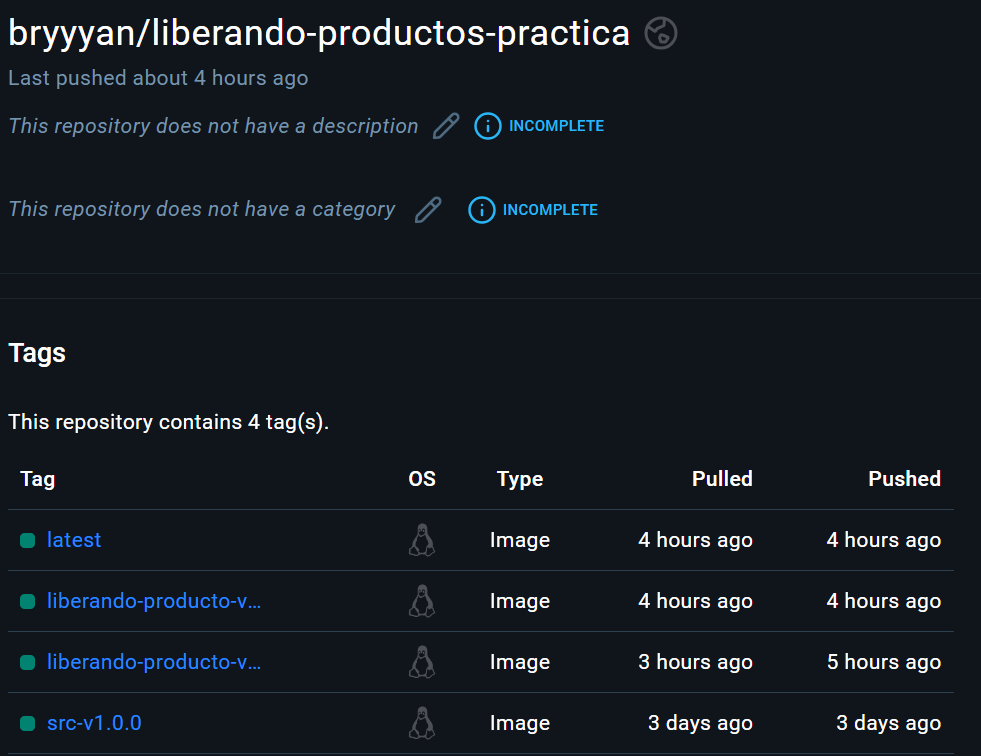 bryyyan/liberando-productos-practica
Last pushed about 4 hours ago
This repository does not have a description INCOMPLETE
This repository does not have a category INCOMPLETE
Tags
This repository contains 4 tag(s).
Tag OS Type Pulled Pushed
latest Image 4 hours ago 4 hours ago
liberando-producto-v... Image 4 hours ago 4 hours ago
liberando-producto-v... Image 3 hours ago 5 hours ago
src-v1.0.0 Image 3 days ago 3 days ago